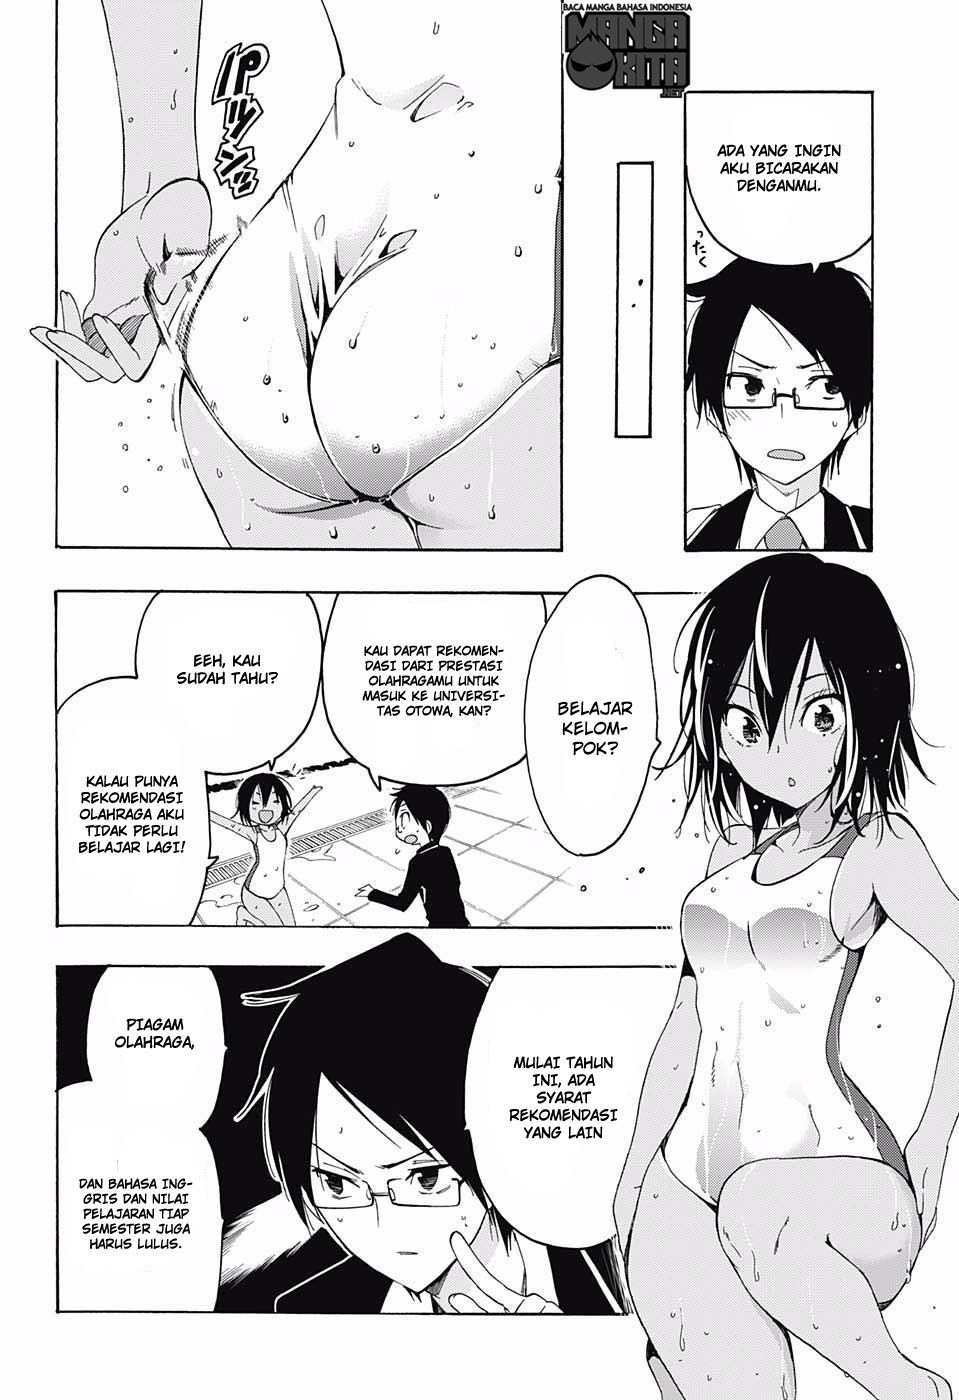 BACA MANGA BAHASA INDONESIA
MANGA
KITA
.NET
ADA YANG INGIN
AKU BICARAKAN
DENGANMU.
ったく
パツンッ
BELAJAR
KELOM-
POK?
KAU DAPAT REKOMEN-
DASI DARI PRESTASI
OLAHRAGAMU UNTUK
MASUK KE UNIVERSI-
TAS OTOWA, KAN?
EEH, KAU
SUDAH TAHU?
KALAU PUNYA
REKOMENDASI
OLAHRAGA AKU
TIDAK PERLU
BELAJAR LAGI!
MULAI TAHUN
INI, ADA
SYARAT
REKOMENDASI
YANG LAIN
PIAGAM
OLAHRAGA,
DAN BAHASA ING-
GRIS DAN NILAI
PELAJARAN TIAP
SEMESTER JUGA
HARUS LULUS.